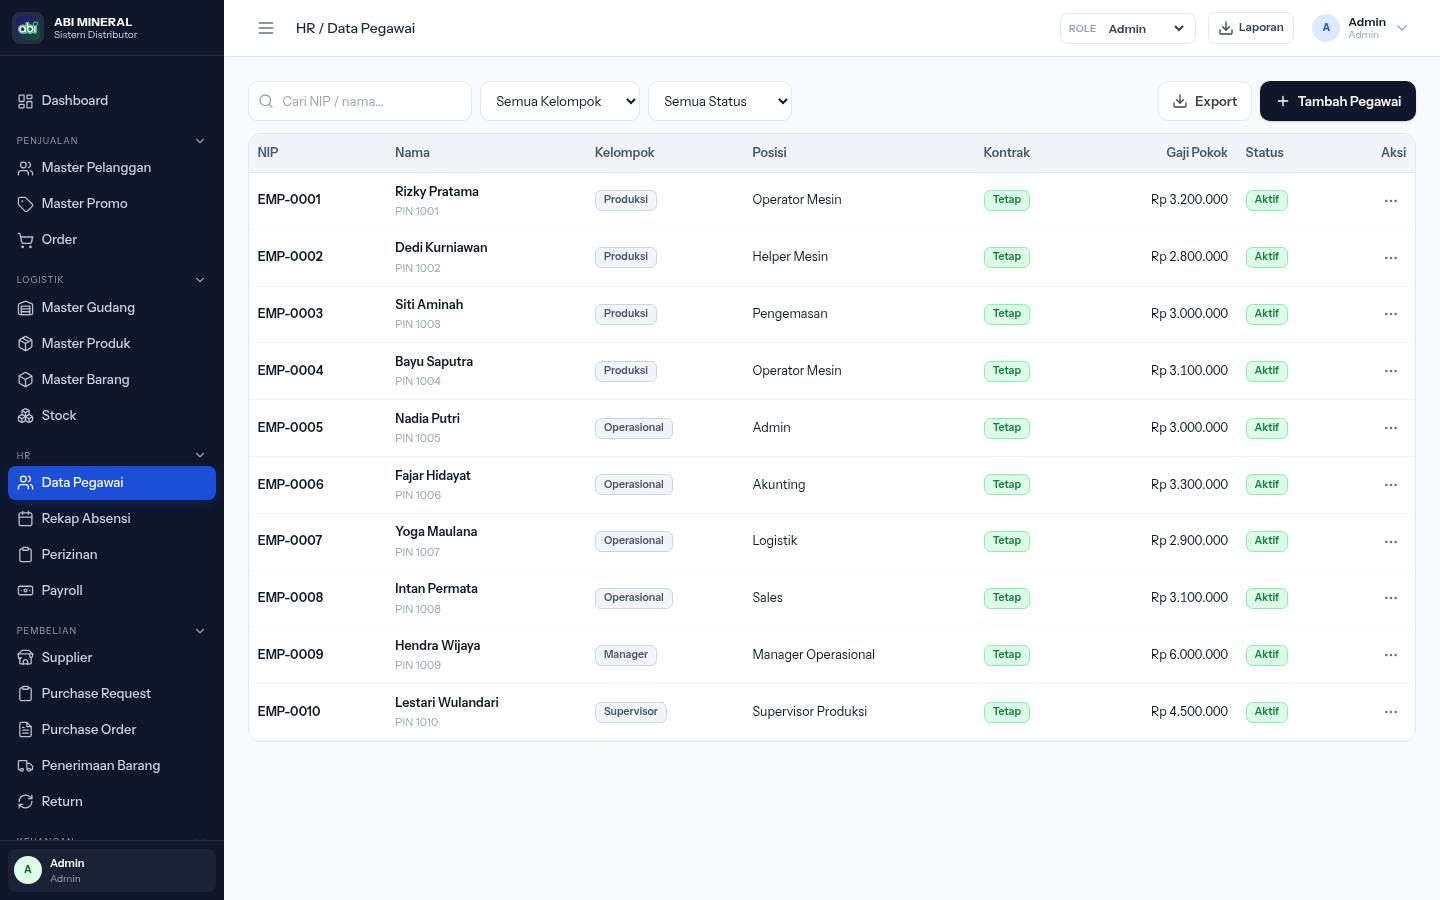 abi
ABI MINERAL
Sistem Distributor
Dashboard
PENJUALAN
Master Pelanggan
Master Promo
Order
LOGISTIK
Master Gudang
Master Produk
Master Barang
Stock
HR
Data Pegawai
Rekap Absensi
Perizinan
Payroll
PEMBELIAN
Supplier
Purchase Request
Purchase Order
Penerimaan Barang
Return
A Admin
Admin
HR / Data Pegawai
ROLE Admin
Laporan
A Admin
Admin
Cari NIP / nama...
Semua Kelompok
Semua Status
Export
Tambah Pegawai
NIP Nama Kelompok Posisi Kontrak Gaji Pokok Status Aksi
EMP-0001 Rizky Pratama Produksi Operator Mesin Tetap Rp 3.200.000 Aktif ...
PIN 1001
EMP-0002 Dedi Kurniawan Produksi Helper Mesin Tetap Rp 2.800.000 Aktif ...
PIN 1002
EMP-0003 Siti Aminah Produksi Pengemasan Tetap Rp 3.000.000 Aktif ...
PIN 1003
EMP-0004 Bayu Saputra Produksi Operator Mesin Tetap Rp 3.100.000 Aktif ...
PIN 1004
EMP-0005 Nadia Putri Operasional Admin Tetap Rp 3.000.000 Aktif ...
PIN 1005
EMP-0006 Fajar Hidayat Operasional Akunting Tetap Rp 3.300.000 Aktif ...
PIN 1006
EMP-0007 Yoga Maulana Operasional Logistik Tetap Rp 2.900.000 Aktif ...
PIN 1007
EMP-0008 Intan Permata Operasional Sales Tetap Rp 3.100.000 Aktif ...
PIN 1008
EMP-0009 Hendra Wijaya Manager Manager Operasional Tetap Rp 6.000.000 Aktif ...
PIN 1009
EMP-0010 Lestari Wulandari Supervisor Supervisor Produksi Tetap Rp 4.500.000 Aktif ...
PIN 1010